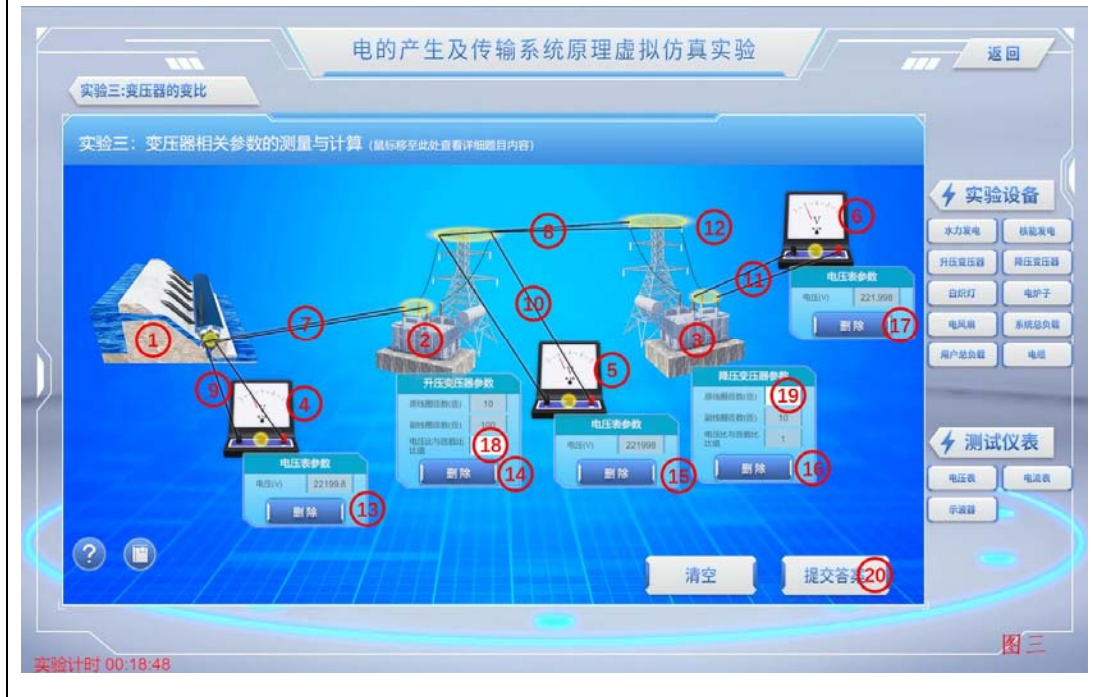 电的产生及传输系统原理虚拟仿真实验
返回
实验三:变压器的变比
实验三：变压器相关参数的测量与计算 (鼠标移至此处查看详细题目内容)
实验设备
水力发电 核能发电
升压变压器 降压变压器
白炽灯 电炉子
电风扇 系统总负载
用户总负载 电缆
测试仪表
电压表 电流表
示波器
1
2
3
4
5
6
7
8
9
10
11
12
V
V
V
电压表参数
电压(V) 221.998
删除 17
升压变压器参数
原线圈匝数(匝) 10
副线圈匝数(匝) 100
电压比与匝数比比值 18
删除 14
降压变压器参数
原线圈匝数(匝) 19
副线圈匝数(匝) 10
电压比与匝数比比值 1
删除 16
电压表参数
电压(V) 221998
删除 15
电压表参数
电压(V) 22199.8
删除 13
?
清空
提交答案 20
图三
实验计时 00:18:48